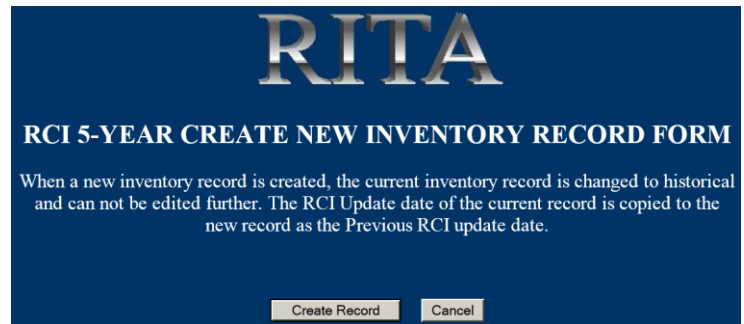 RITA
RCI 5-YEAR CREATE NEW INVENTORY RECORD FORM
When a new inventory record is created, the current inventory record is changed to historical
and can not be edited further. The RCI Update date of the current record is copied to the
new record as the Previous RCI update date.
Create Record Cancel